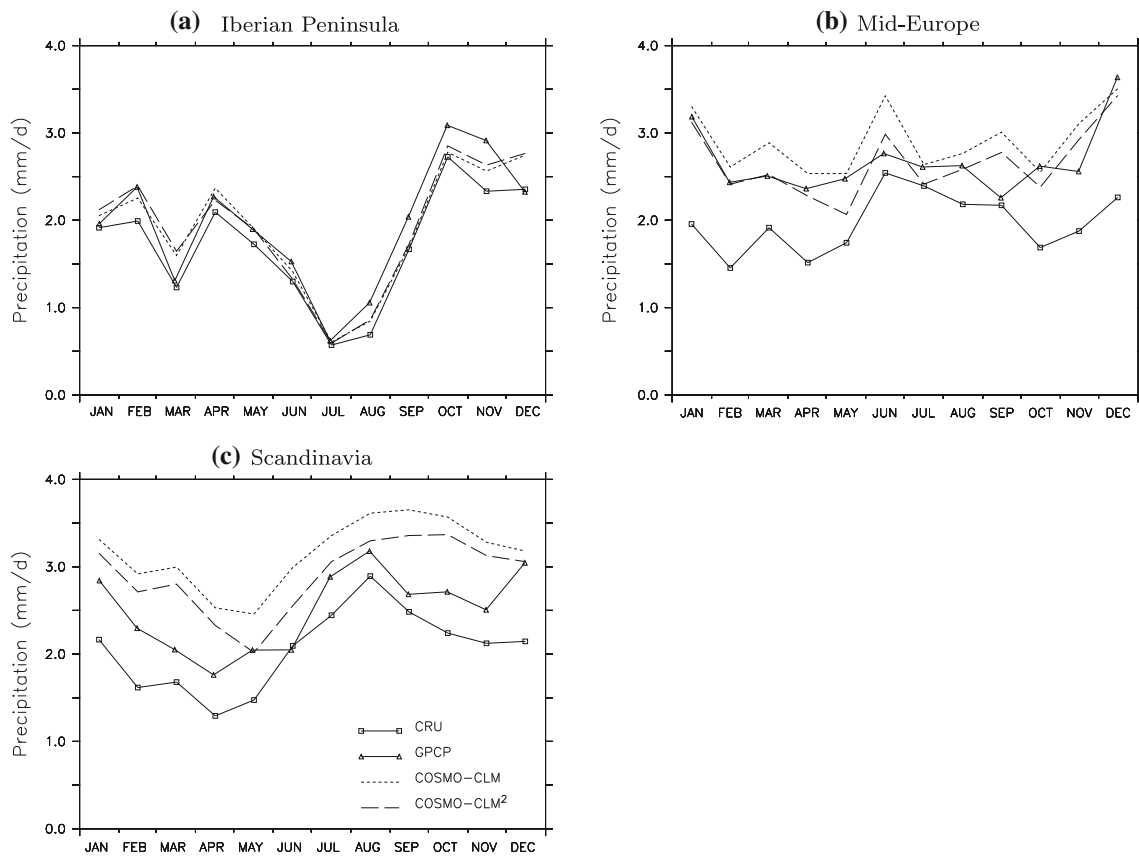 (a) Iberian Peninsula
Precipitation (mm/d)
4.0
3.0
2.0
1.0
0.0
JAN FEB MAR APR MAY JUN JUL AUG SEP OCT NOV DEC
(b) Mid-Europe
Precipitation (mm/d)
4.0
3.0
2.0
1.0
0.0
JAN FEB MAR APR MAY JUN JUL AUG SEP OCT NOV DEC
(c) Scandinavia
Precipitation (mm/d)
4.0
3.0
2.0
1.0
0.0
CRU
GPCP
COSMO-CLM
COSMO-CLM²
JAN FEB MAR APR MAY JUN JUL AUG SEP OCT NOV DEC